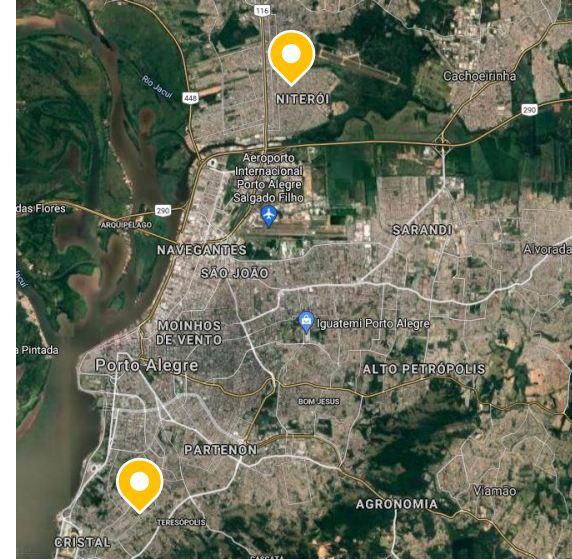 116
Rio Jacuí
Cachoeirinha
448
NITERÓI
290
Aeroporto
Internacional
Porto Alegre
Salgado Filho
das Flores
290
ARQUIPÉLAGO
SARANDI
NAVEGANTES
Alvorada
SÃO JOÃO
Jacuí
MOINHOS
DE VENTO
Iguatemi Porto Alegre
a Pintada
Porto Alegre
ALTO PETRÓPOLIS
BOM JESUS
PARTENON
Viamão
AGRONOMIA
TERESÓPOLIS
CRISTAL
CASCATA